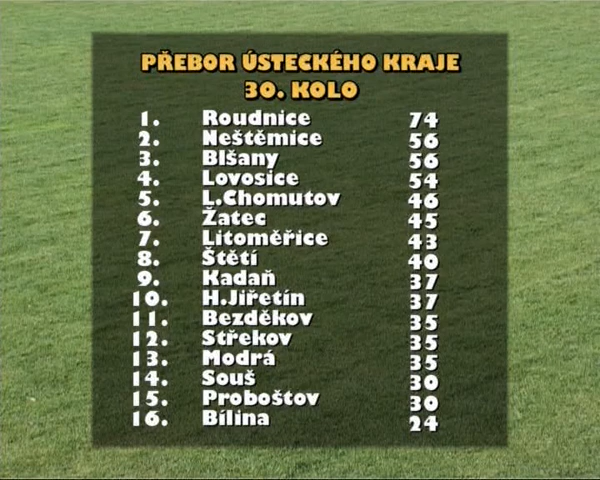 PŘEBOR ÚSTECKÉHO KRAJE
30. KOLO
1. Roudnice 74
2. Neštěmice 56
3. Blšany 56
4. Lovosice 54
5. L.Chomutov 46
6. Žatec 45
7. Litoměřice 43
8. Štětí 40
9. Kadaň 37
10. H.Jiřetín 37
11. Bezděkov 35
12. Střekov 35
13. Modrá 35
14. Souš 30
15. Proboštov 30
16. Bílina 24